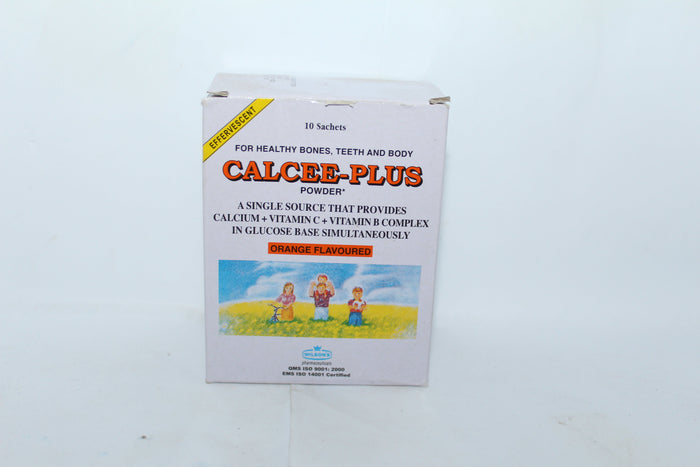 EFFERVESCENT
10 Sachets
FOR HEALTHY BONES, TEETH AND BODY
CALCEE-PLUS
POWDER*
A SINGLE SOURCE THAT PROVIDES
CALCIUM + VITAMIN C + VITAMIN B COMPLEX
IN GLUCOSE BASE SIMULTANEOUSLY
ORANGE FLAVOURED
WILSON'S
pharmaceuticals
QMS ISO 9001: 2000
EMS ISO 14001 Certified